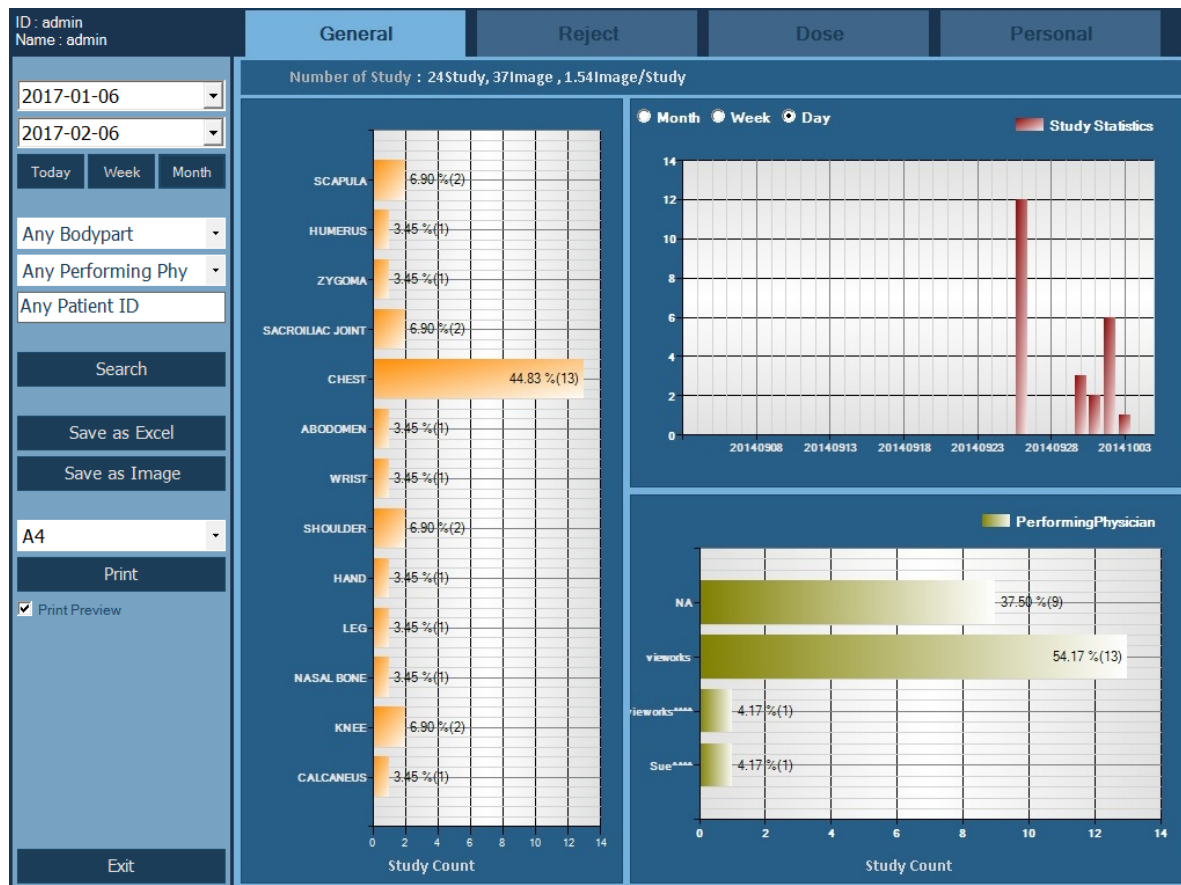 ID : admin
Name : admin
General
Reject
Dose
Personal
2017-01-06
2017-02-06
Today
Week
Month
Any Bodypart
Any Performing Phy
Any Patient ID
Search
Save as Excel
Save as Image
A4
Print
Print Preview
Exit
Number of Study : 24Study, 37Image , 1.54Image/Study
SCAPULA 6.90 %(2)
HUMERUS 3.45 %(1)
ZYGOMA 3.45 %(1)
SACROILIAC JOINT 6.90 %(2)
CHEST 44.83 %(13)
ABODOMEN 3.45 %(1)
WRIST 3.45 %(1)
SHOULDER 6.90 %(2)
HAND 3.45 %(1)
LEG 3.45 %(1)
NASAL BONE 3.45 %(1)
KNEE 6.90 %(2)
CALCANEUS 3.45 %(1)
0 2 4 6 8 10 12 14
Study Count
Month Week Day
Study Statistics
14
12
10
8
6
4
2
0
20140908 20140913 20140918 20140923 20140928 20141003
PerformingPhysician
NA 37.50 %(9)
vieworks 54.17 %(13)
vieworks**** 4.17 %(1)
Sue**** 4.17 %(1)
0 2 4 6 8 10 12 14
Study Count